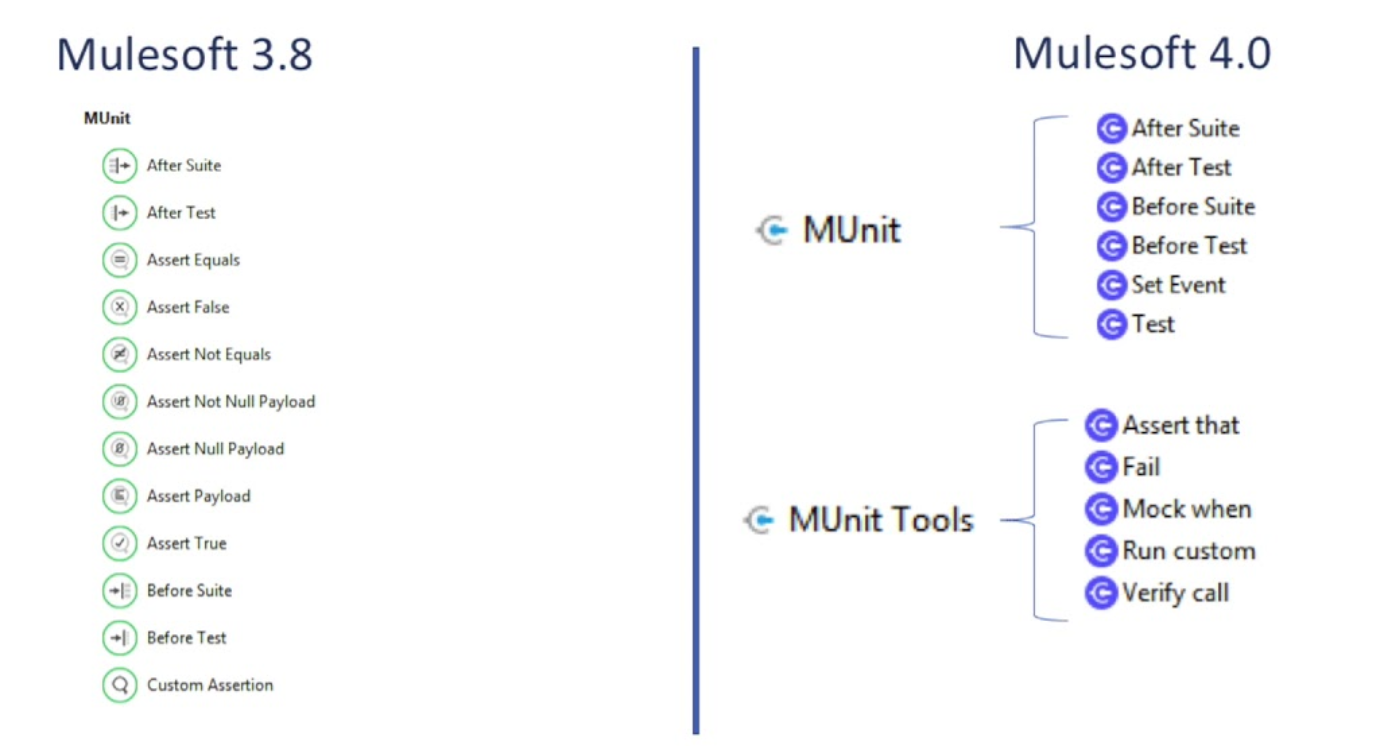 Mulesoft 3.8
MUnit
After Suite
After Test
Assert Equals
Assert False
Assert Not Equals
Assert Not Null Payload
Assert Null Payload
Assert Payload
Assert True
Before Suite
Before Test
Custom Assertion
Mulesoft 4.0
MUnit
After Suite
After Test
Before Suite
Before Test
Set Event
Test
MUnit Tools
Assert that
Fail
Mock when
Run custom
Verify call